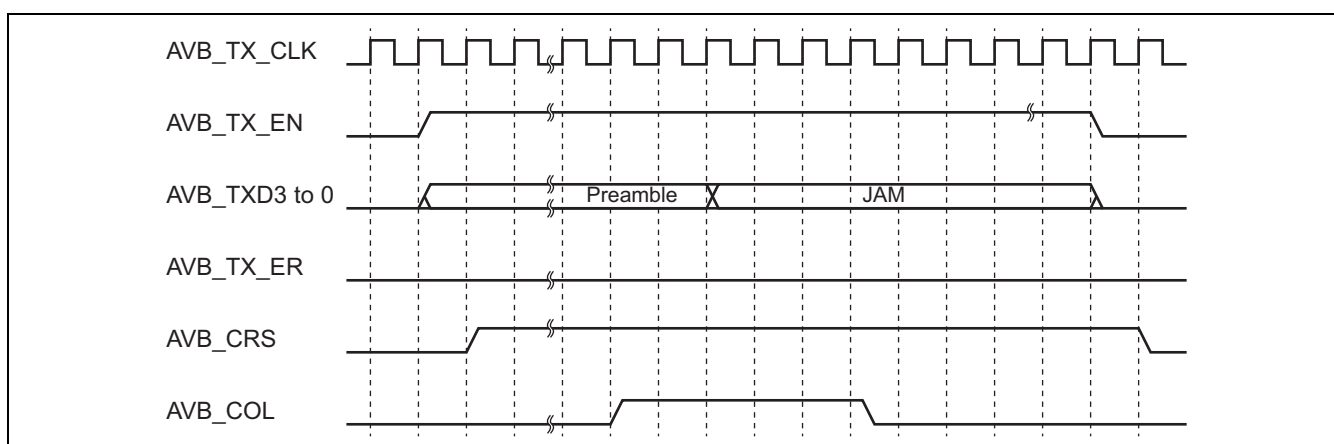 AVB_TX_CLK
AVB_TX_EN
AVB_TXD3 to 0
Preamble
JAM
AVB_TX_ER
AVB_CRS
AVB_COL